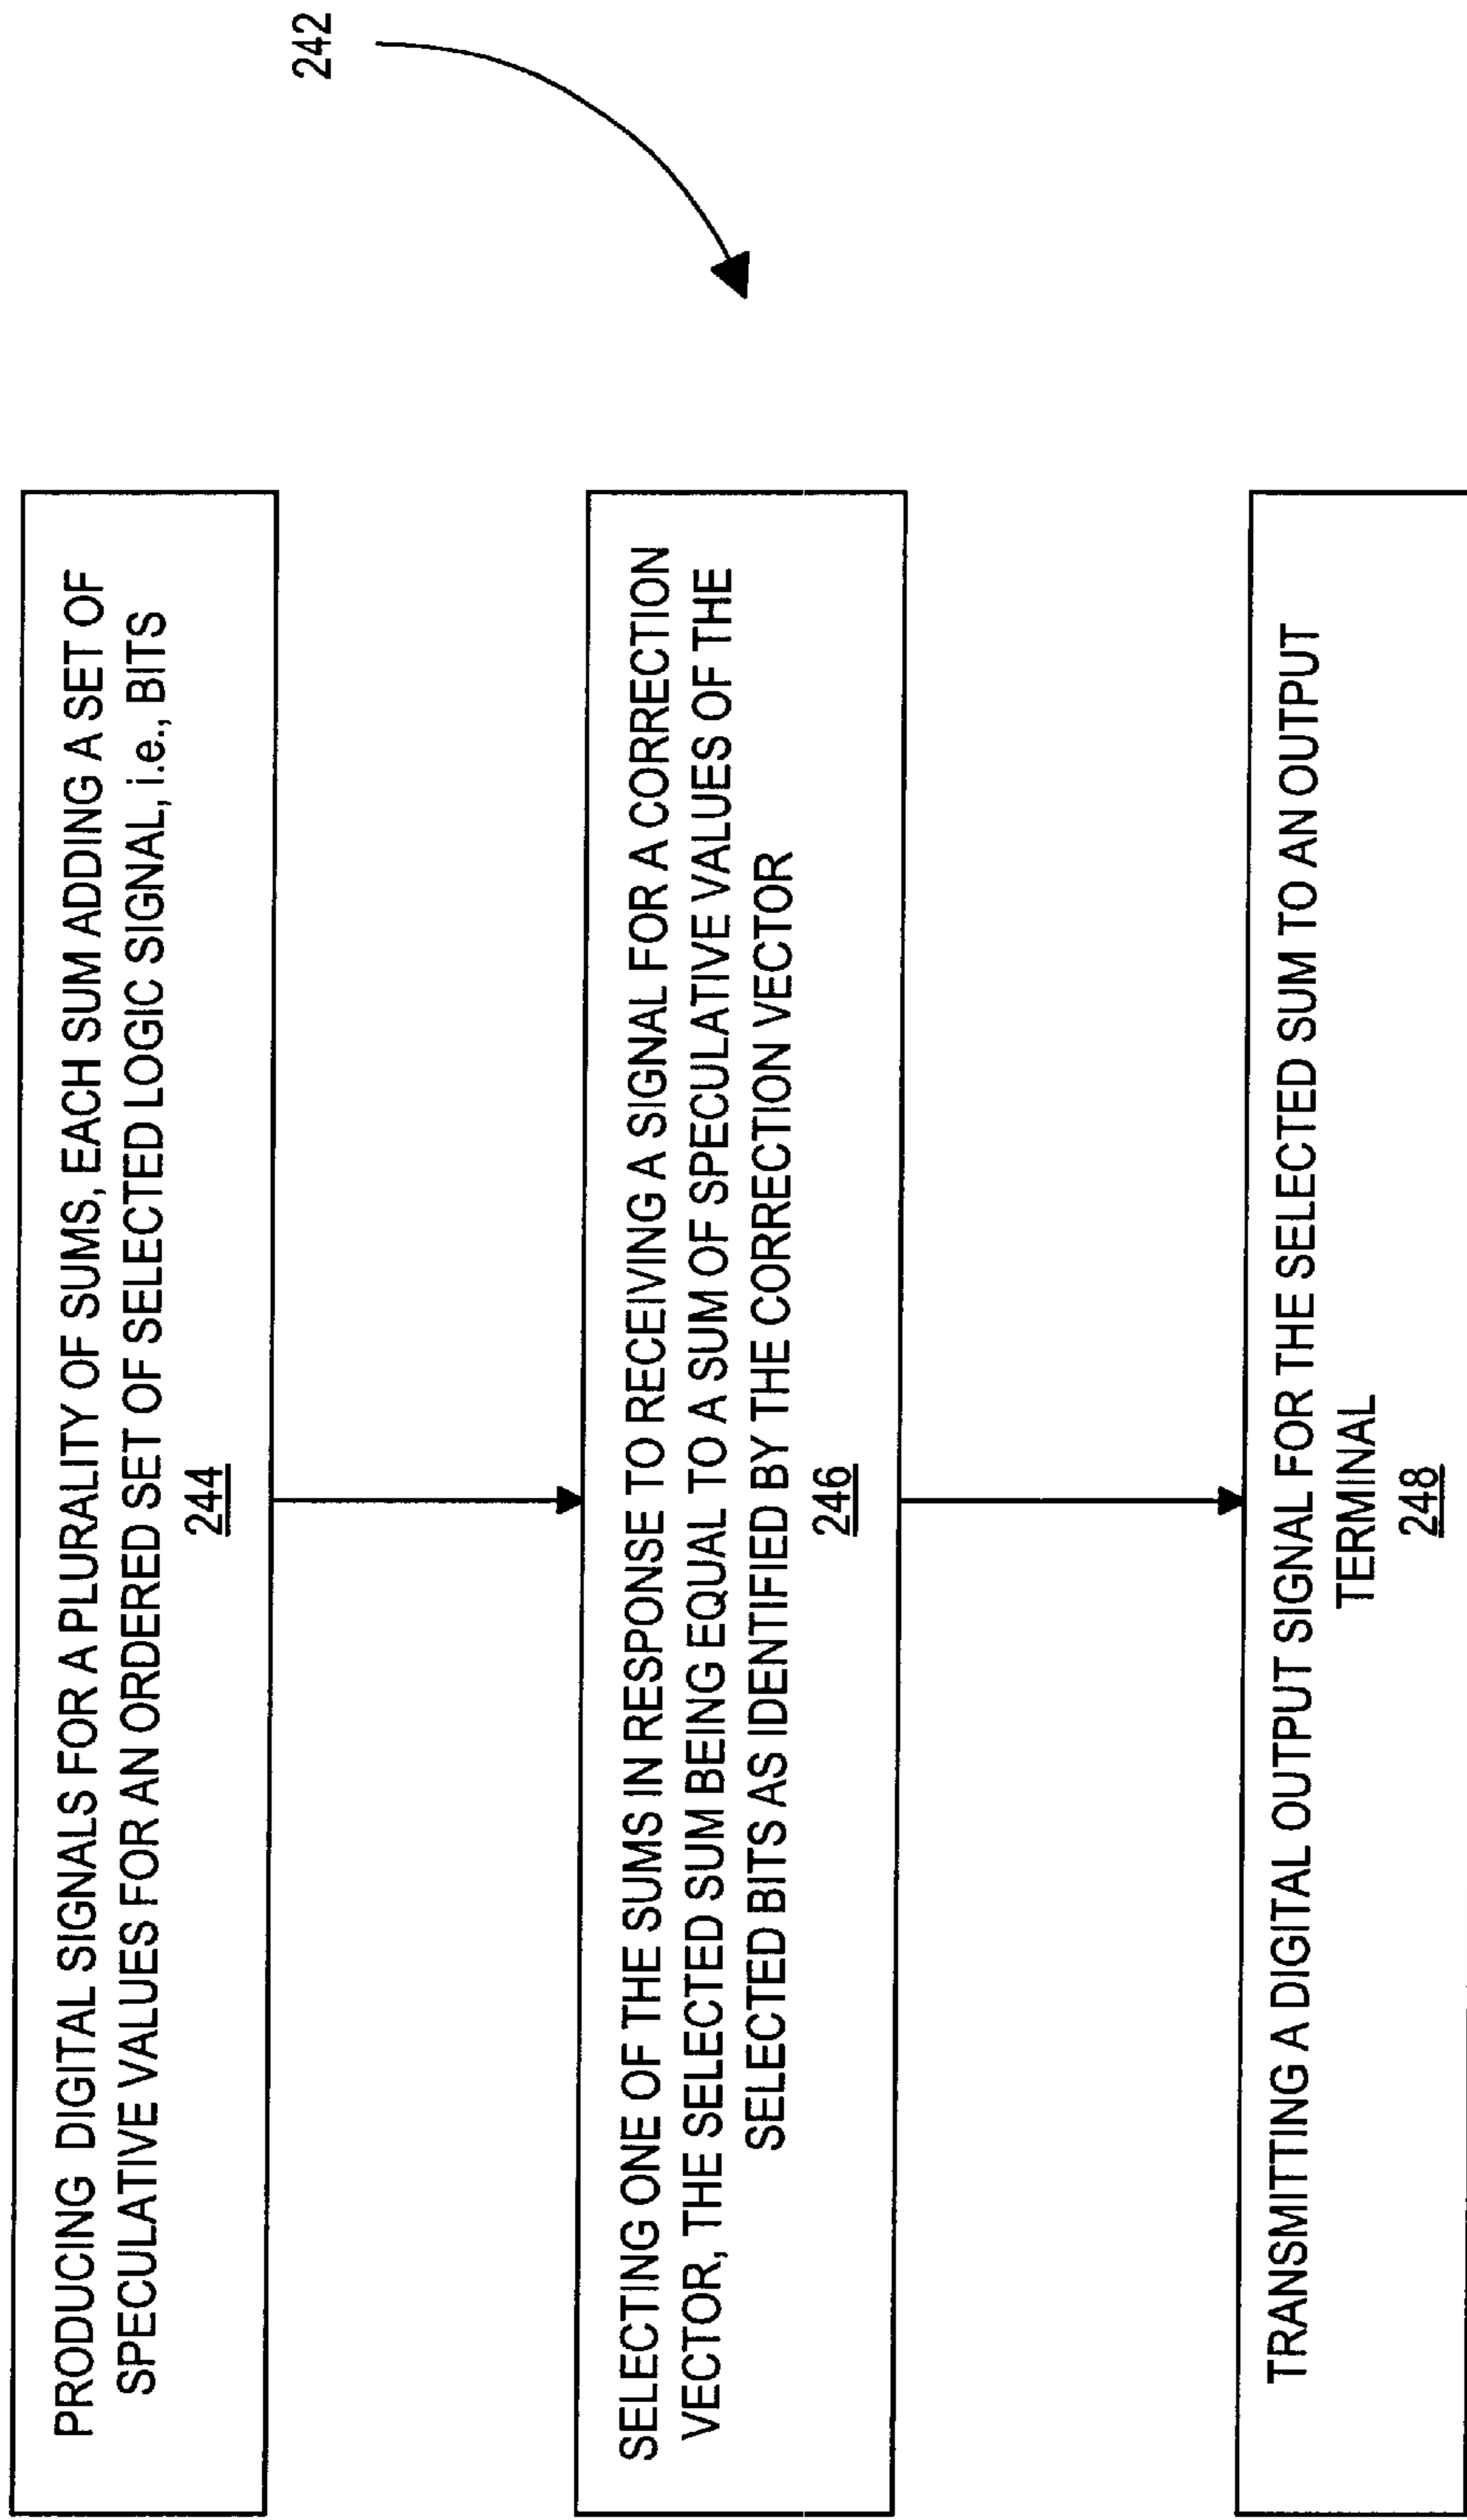 242
PRODUCING DIGITAL SIGNALS FOR A PLURALITY OF SUMS, EACH SUM ADDING A SET OF
SPECULATIVE VALUES FOR AN ORDERED SET OF SELECTED LOGIC SIGNAL, i.e., BITS
244
SELECTING ONE OF THE SUMS IN RESPONSE TO RECEIVING A SIGNAL FOR A CORRECTION
VECTOR, THE SELECTED SUM BEING EQUAL TO A SUM OF SPECULATIVE VALUES OF THE
SELECTED BITS AS IDENTIFIED BY THE CORRECTION VECTOR
246
TRANSMITTING A DIGITAL OUTPUT SIGNAL FOR THE SELECTED SUM TO AN OUTPUT
TERMINAL
248